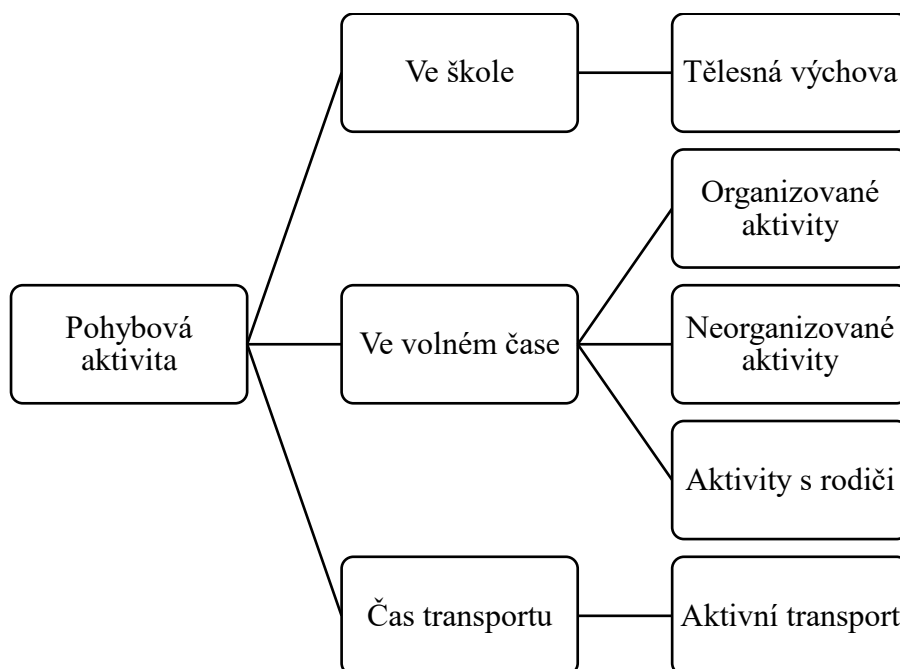 Pohybová
aktivita
Ve škole
Tělesná výchova
Ve volném čase
Organizované
aktivity
Neorganizované
aktivity
Aktivity s rodiči
Čas transportu
Aktivní transport